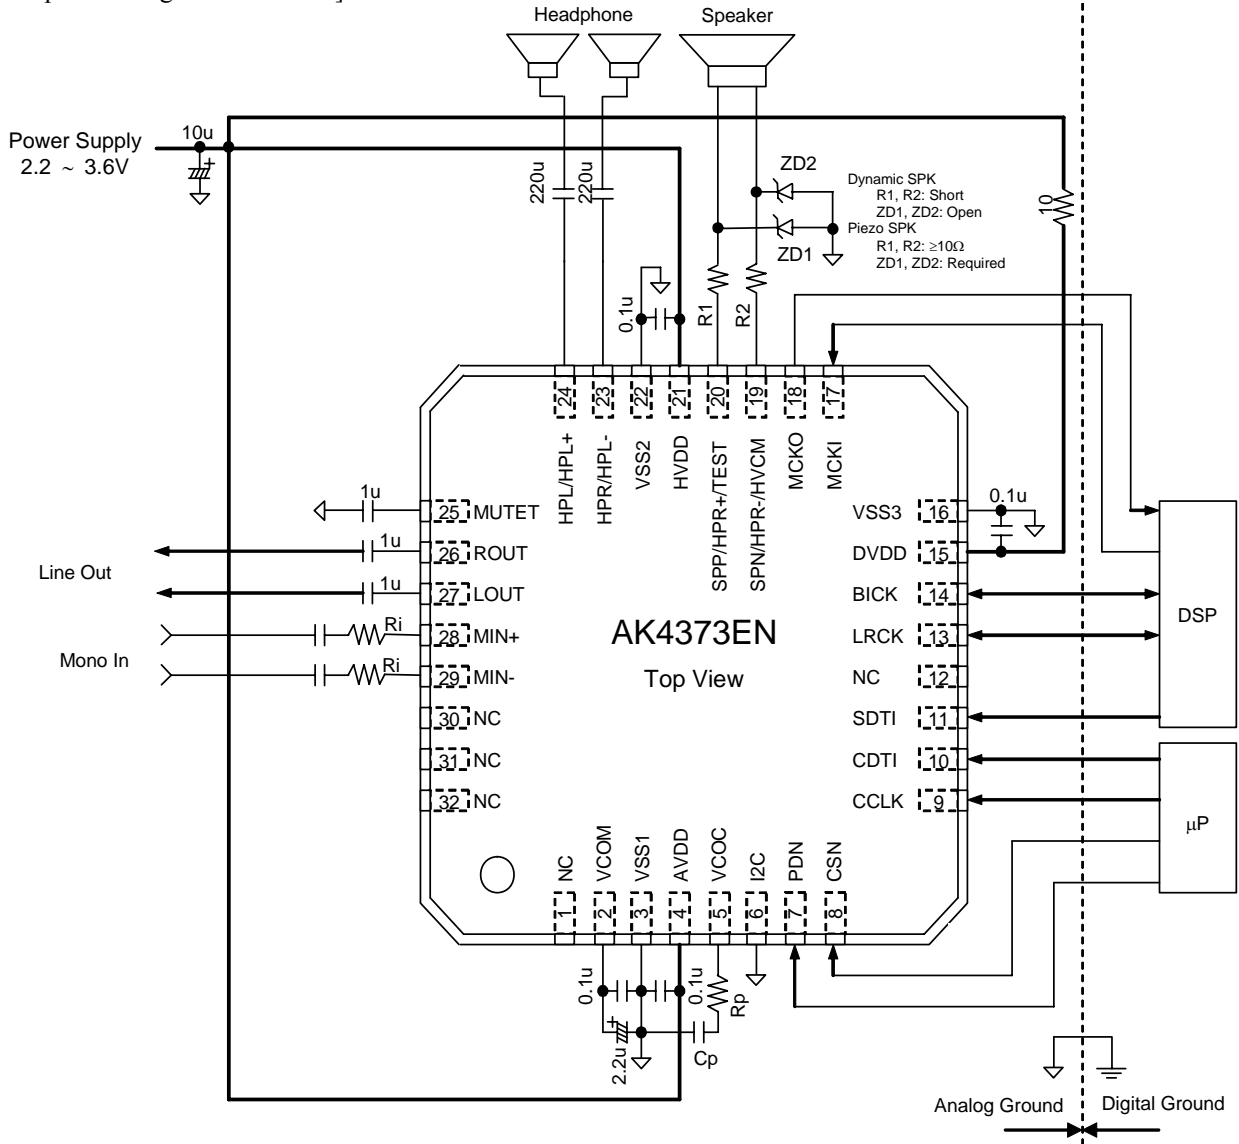 Headphone
Speaker
Power Supply
2.2 ~ 3.6V
10u
220u
220u
ZD2
ZD1
Dynamic SPK
R1, R2: Short
ZD1, ZD2: Open
Piezo SPK
R1, R2: ≥10Ω
ZD1, ZD2: Required
10
0.1u
R1
R2
24
23
22
21
20
19
18
17
HPL/HPL+
HPR/HPL-
VSS2
HVDD
SPP/HPR+/TEST
SPN/HPR-/HVCM
MCKO
MCKI
1u
25 MUTET
1u
26 ROUT
Line Out
1u
27 LOUT
Ri
28 MIN+
Mono In
Ri
29 MIN-
30 NC
31 NC
32 NC
AK4373EN
Top View
0.1u
VSS3 16
DVDD 15
BICK 14
LRCK 13
NC 12
SDTI 11
CDTI 10
CCLK 9
DSP
μP
NC
VCOM
VSS1
AVDD
VCOC
I2C
PDN
CSN
1
2
3
4
5
6
7
8
0.1u
0.1u
Rp
2.2u
Cp
Analog Ground
Digital Ground